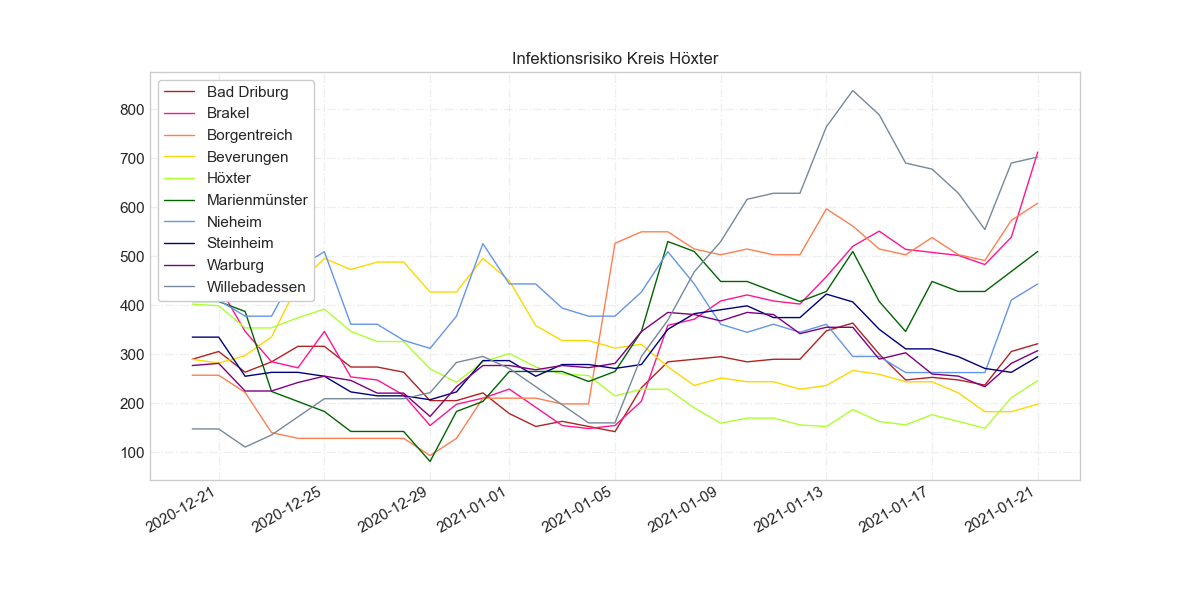 Infektionsrisiko Kreis Höxter
Bad Driburg
Brakel
Borgentreich
Beverungen
Höxter
Marienmünster
Nieheim
Steinheim
Warburg
Willebadessen
800
700
600
500
400
300
200
100
2020-12-21
2020-12-25
2020-12-29
2021-01-01
2021-01-05
2021-01-09
2021-01-13
2021-01-17
2021-01-21